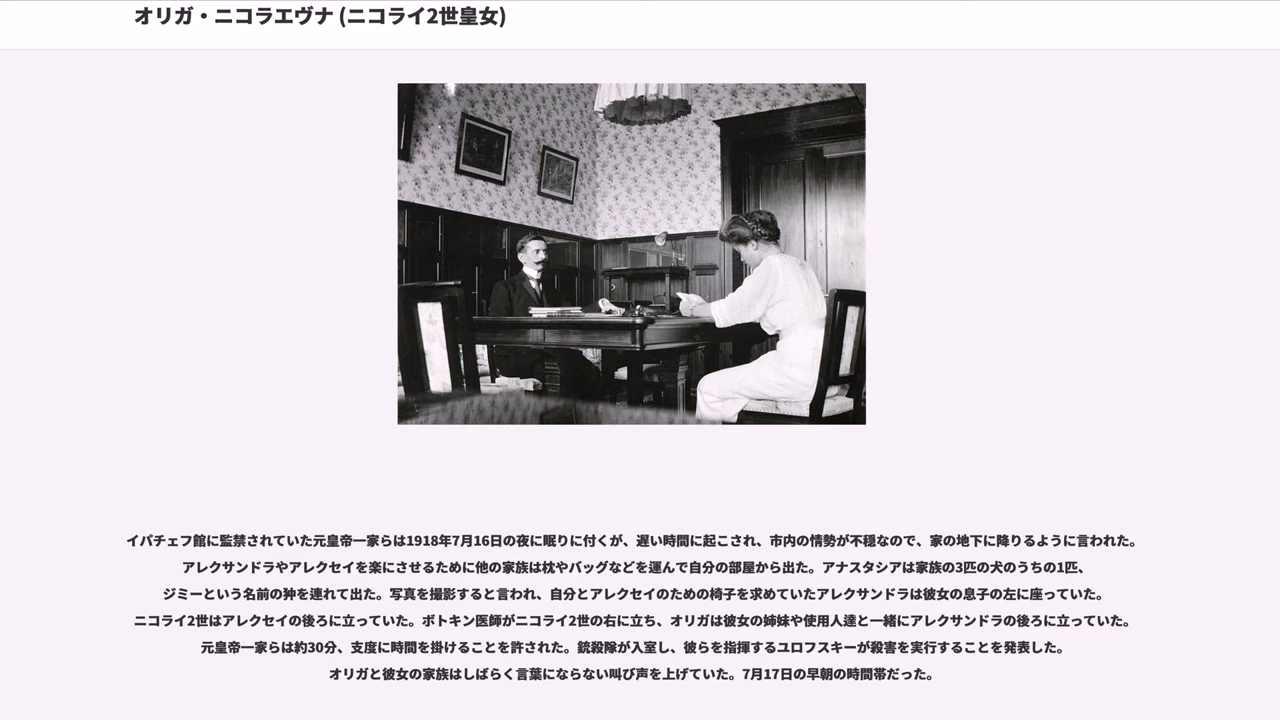 オリガ・ニコラエヴナ (ニコライ2世皇女)
イパチェフ館に監禁されていた元皇帝一家らは1918年7月16日の夜に眠りに付くが、遅い時間に起こされ、市内の情勢が不穏なので、家の地下に降りるように言われた。
アレクサンドラやアレクセイを楽にさせるために他の家族は枕やバッグなどを運んで自分の部屋から出た。アナスタシアは家族の3匹の犬のうちの1匹、
ジミーという名前の狆を連れて出た。写真を撮影すると言われ、自分とアレクセイのための椅子を求めていたアレクサンドラは彼女の息子の左に座っていた。
ニコライ2世はアレクセイの後ろに立っていた。ボトキン医師がニコライ2世の右に立ち、オリガは彼女の姉妹や使用人達と一緒にアレクサンドラの後ろに立っていた。
元皇帝一家らは約30分、支度に時間を掛けることを許された。銃殺隊が入室し、彼らを指揮するユロフスキーが殺害を実行することを発表した。
オリガと彼女の家族はしばらく言葉にならない叫び声を上げていた。7月17日の早朝の時間帯だった。